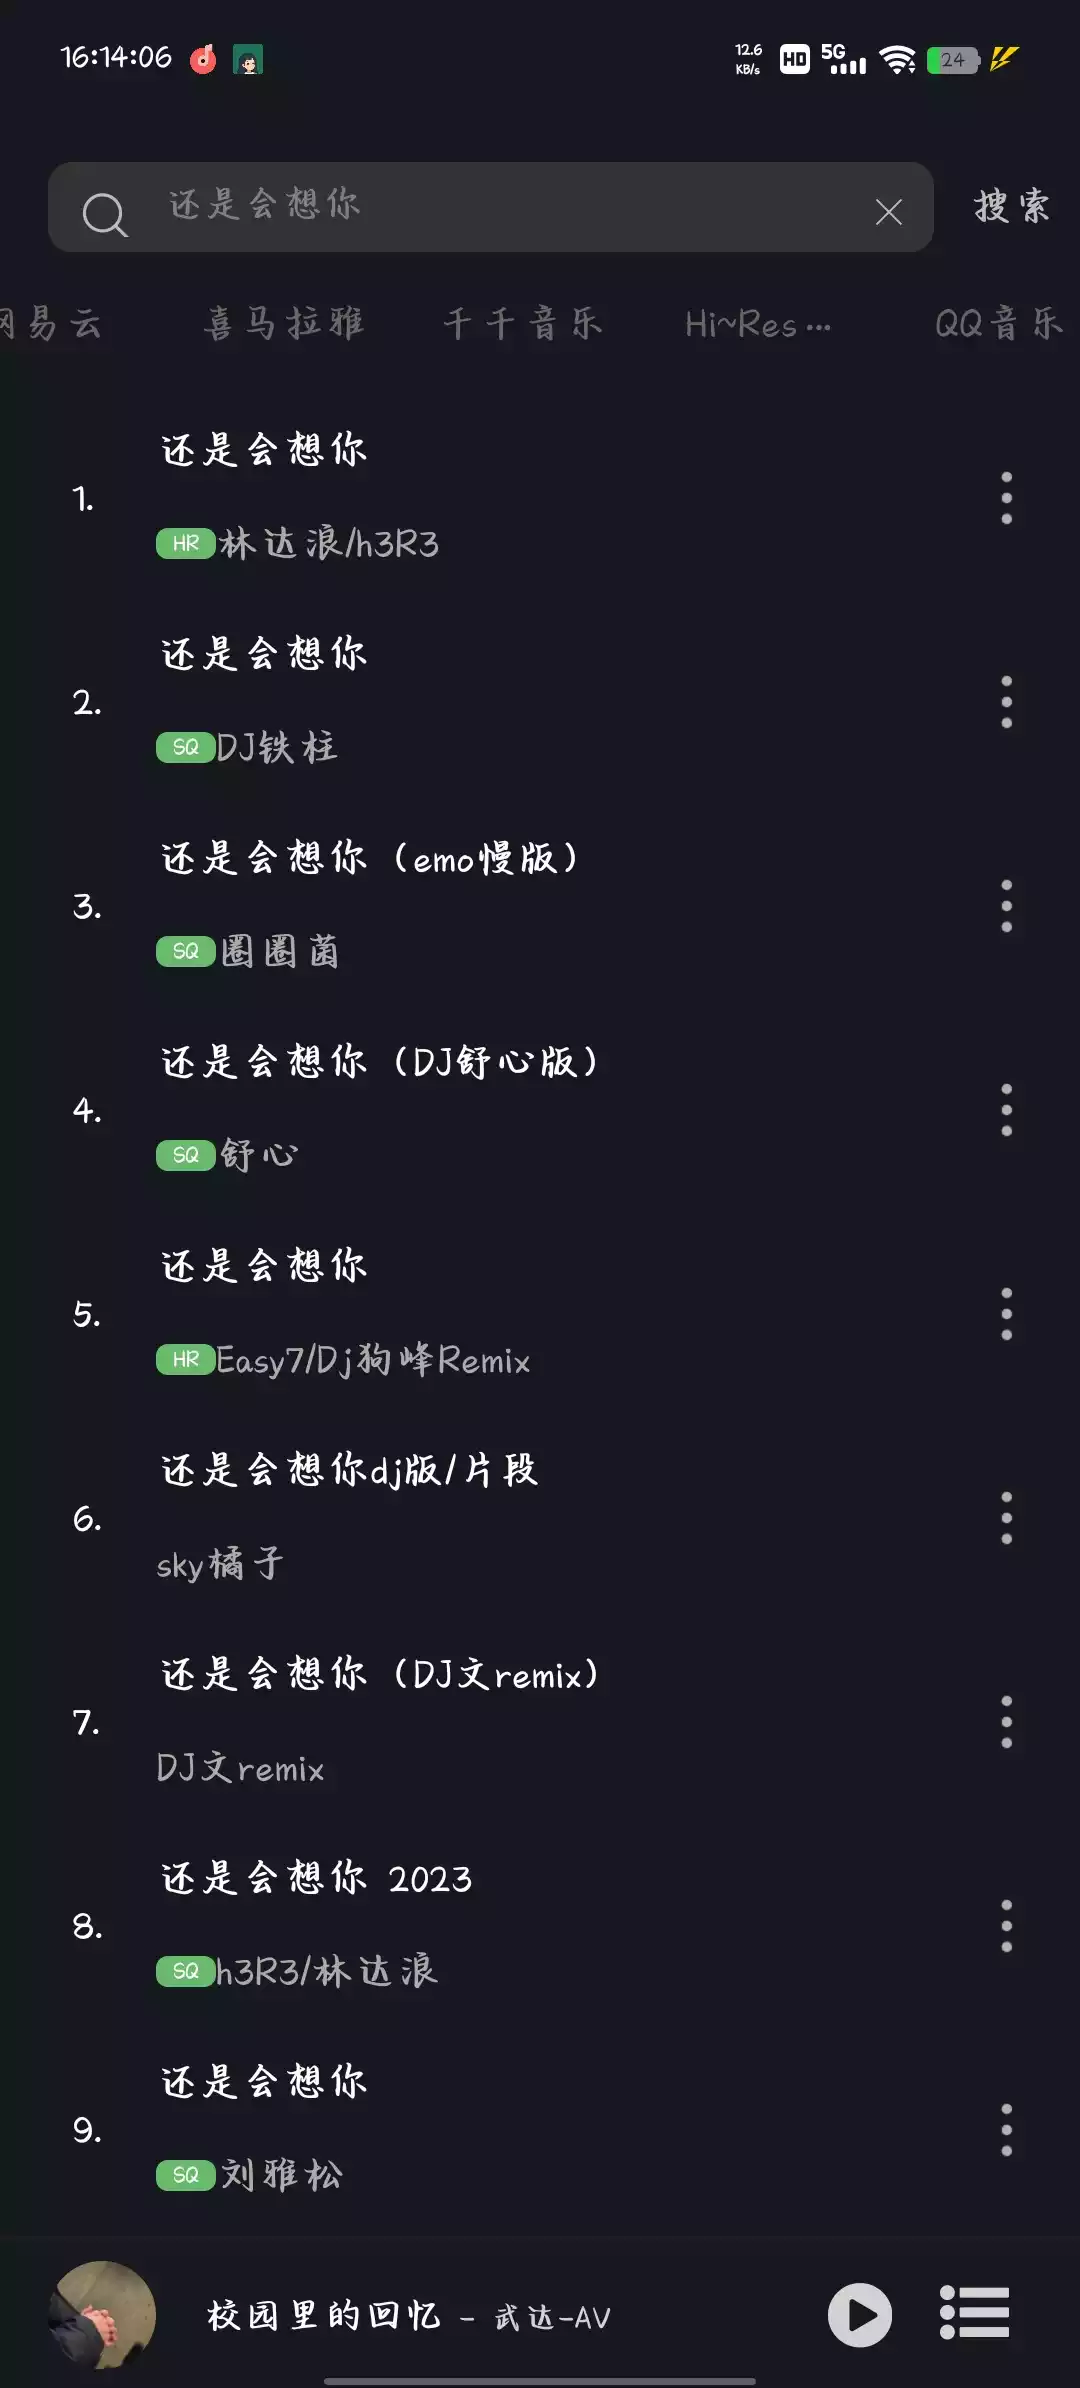 16:14:06
12.6 KB/s HD 5G 24
还是会想你
搜索
网易云 喜马拉雅 千千音乐 Hi~Res… QQ音乐
还是会想你
1.
HR 林达浪/h3R3
还是会想你
2.
SQ DJ铁柱
还是会想你（emo慢版）
3.
SQ 圈圈菌
还是会想你（DJ舒心版）
4.
SQ 舒心
还是会想你
5.
HR Easy7/Dj狗峰Remix
还是会想你dj版/片段
6.
sky橘子
还是会想你（DJ文remix）
7.
DJ文remix
还是会想你 2023
8.
SQ h3R3/林达浪
还是会想你
9.
SQ 刘雅松
校园里的回忆 - 武达-AV